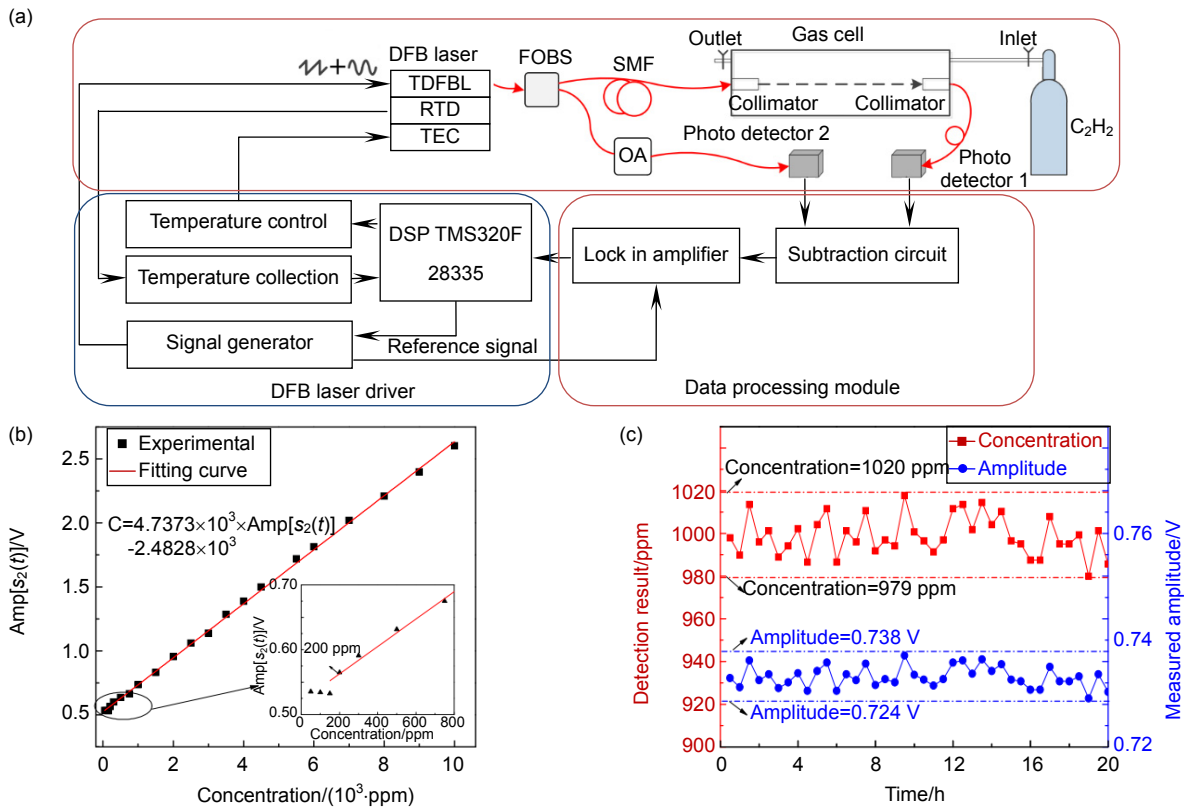 (a)
DFB laser
TDFBL
RTD
TEC
FOBS
SMF
OA
Outlet
Gas cell
Inlet
Collimator
Collimator
C2H2
Photo detector 2
Photo
detector 1
Temperature control
Temperature collection
Signal generator
DSP TMS320F
28335
Reference signal
DFB laser driver
Lock in amplifier
Subtraction circuit
Data processing module
(b)
Experimental
Fitting curve
C=4.7373×10³×Amp[s₂(t)]
-2.4828×10³
Amp[s₂(t)]/V
2.5
2.0
1.5
1.0
0.5
0 2 4 6 8 10
Concentration/(10³·ppm)
0.70
0.60
0.50
Amp[s₂(t)]/V
200 ppm
0 200 400 600 800
Concentration/ppm
(c)
Concentration
Amplitude
Concentration=1020 ppm
Concentration=979 ppm
Amplitude=0.738 V
Amplitude=0.724 V
Detection result/ppm
1020
1000
980
960
940
930
920
900
0.76
0.74
0.72
Measured amplitude/V
0 4 8 12 16 20
Time/h